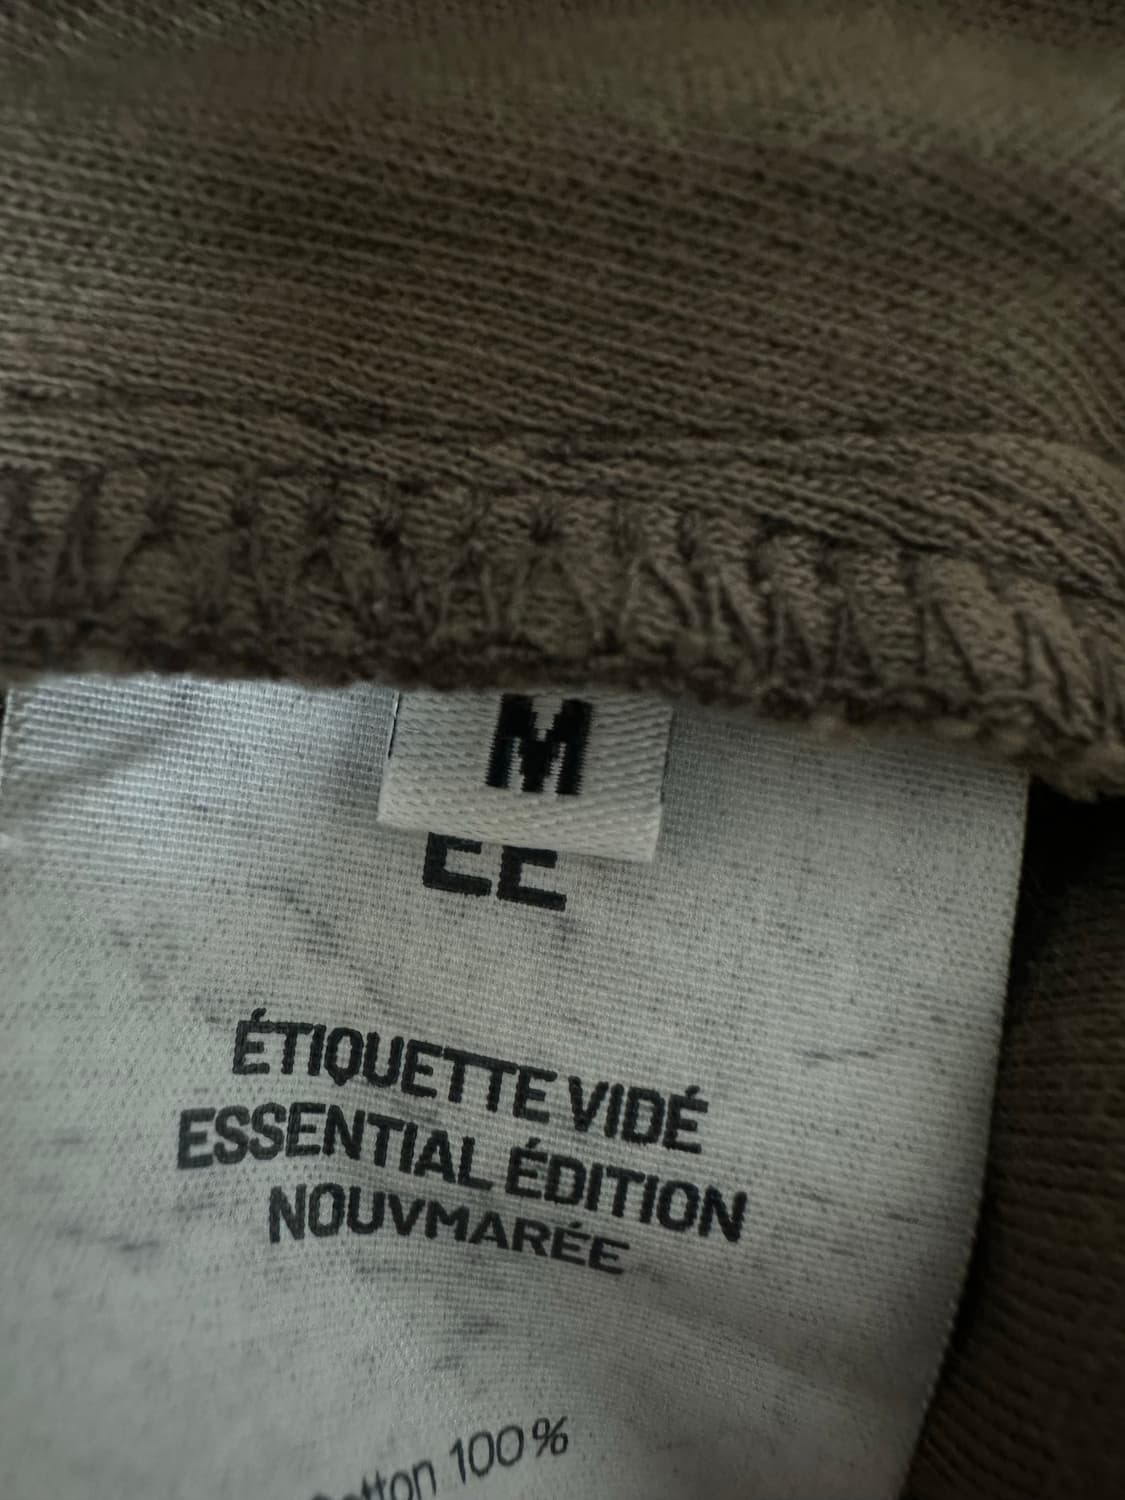 M
EE
ÉTIQUETTE VIDÉ
ESSENTIAL ÉDITION
NOUVMARÉE
100%